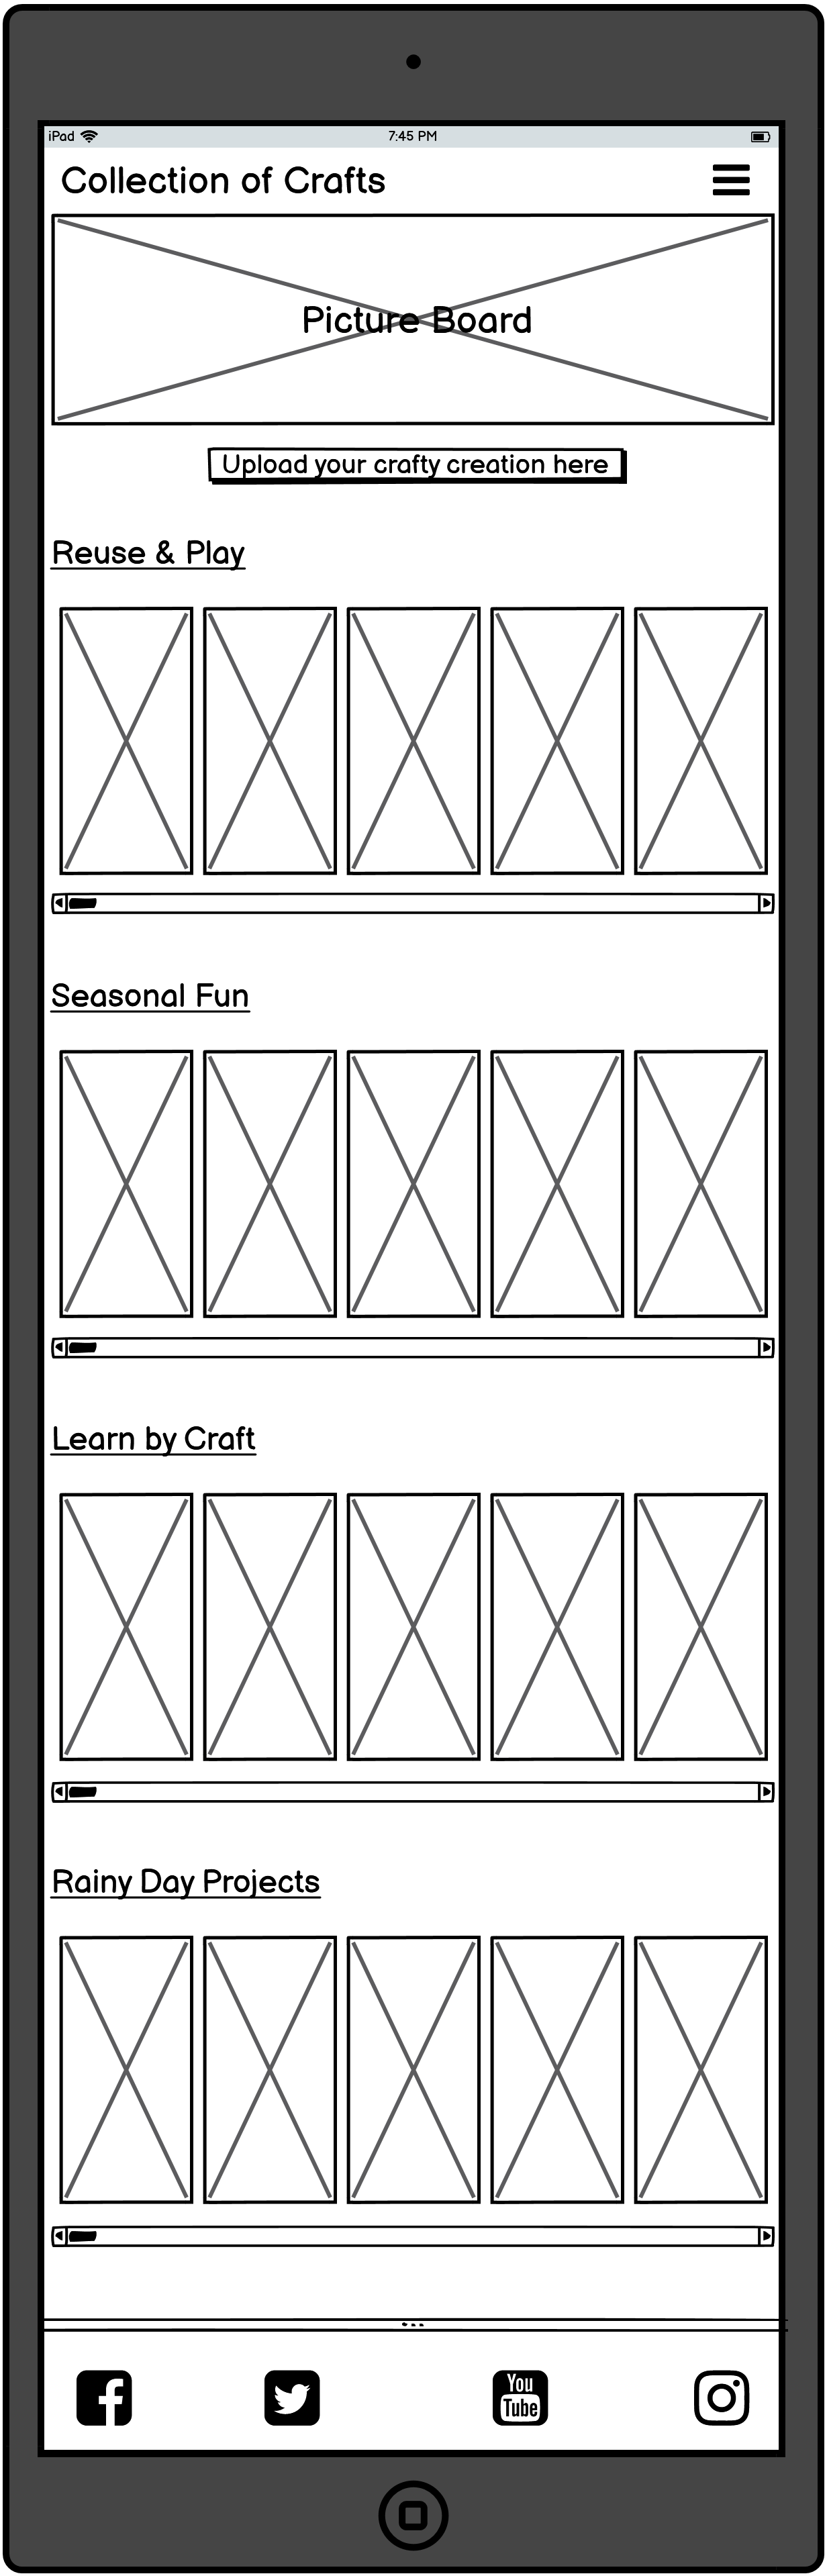 iPad 7:45 PM
Collection of Crafts
Picture Board
Upload your crafty creation here
Reuse & Play
Seasonal Fun
Learn by Craft
Rainy Day Projects
You
Tube